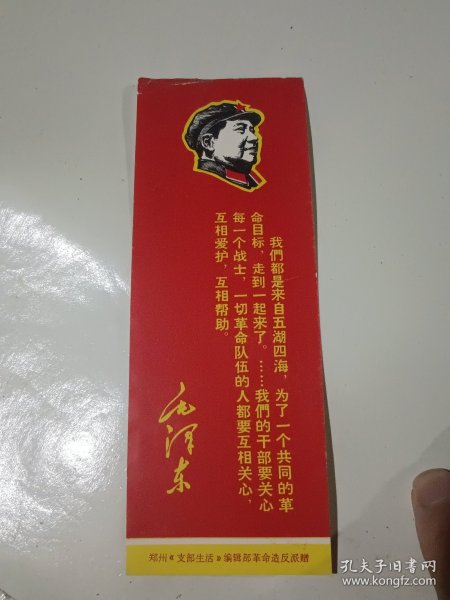 我們都是来自五湖四海，为了一个共同的革
命目标，走到一起来了。……我們的干部要关心
每一个战士，一切革命队伍的人都要互相关心，
互相爱护，互相帮助。
毛泽东
郑州《支部生活》编辑部革命造反派赠
孔夫子旧书网
www.kongfz.com